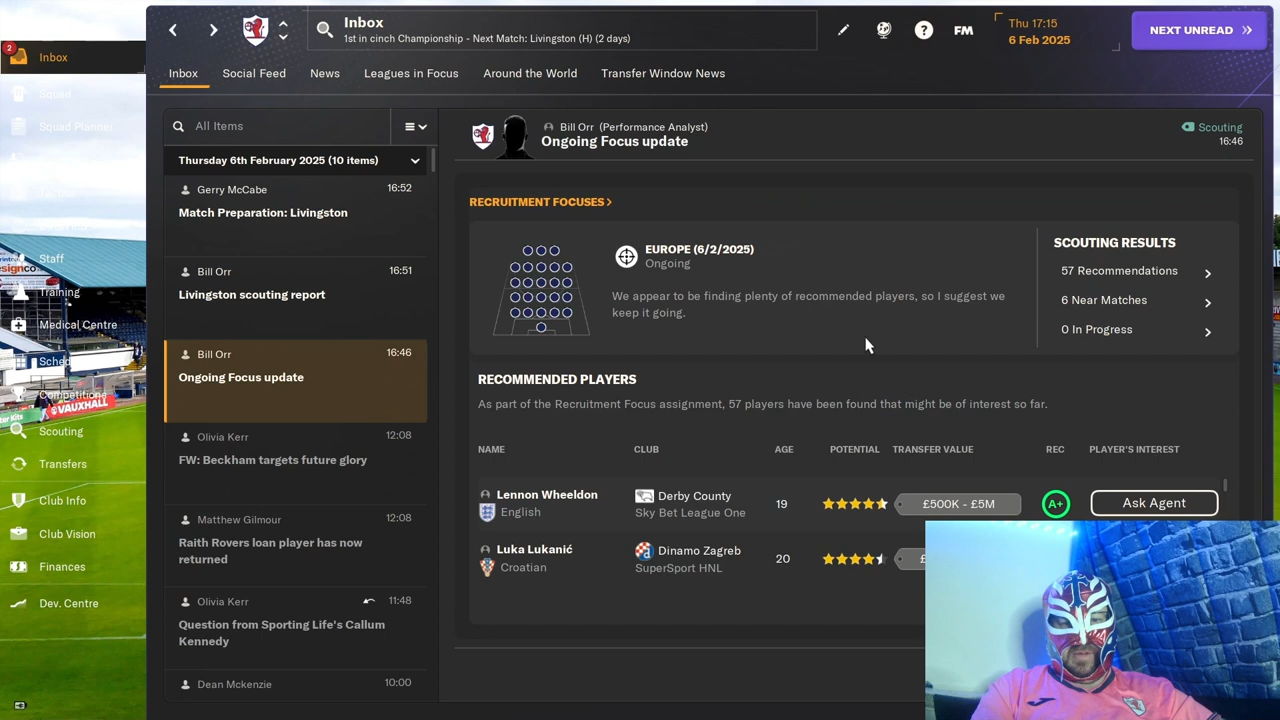 Inbox
1st in cinch Championship - Next Match: Livingston (H) (2 days)
FM
Thu 17:15
6 Feb 2025
NEXT UNREAD
2
Inbox
Squad
Squad Planner
Staff
Training
Medical Centre
Sched
Competitions
VAUXHALL
Scouting
Transfers
Club Info
Club Vision
Finances
Dev. Centre
Inbox
Social Feed
News
Leagues in Focus
Around the World
Transfer Window News
All Items
Thursday 6th February 2025 (10 items)
Gerry McCabe 16:52
Match Preparation: Livingston
Bill Orr 16:51
Livingston scouting report
Bill Orr 16:46
Ongoing Focus update
Olivia Kerr 12:08
FW: Beckham targets future glory
Matthew Gilmour 12:08
Raith Rovers loan player has now
returned
Olivia Kerr 11:48
Question from Sporting Life's Callum
Kennedy
Dean Mckenzie 10:00
Bill Orr (Performance Analyst)
Ongoing Focus update
Scouting
16:46
RECRUITMENT FOCUSES >
EUROPE (6/2/2025)
Ongoing
We appear to be finding plenty of recommended players, so I suggest we
keep it going.
SCOUTING RESULTS
57 Recommendations
6 Near Matches
0 In Progress
RECOMMENDED PLAYERS
As part of the Recruitment Focus assignment, 57 players have been found that might be of interest so far.
NAME CLUB AGE POTENTIAL TRANSFER VALUE REC PLAYER'S INTEREST
Lennon Wheeldon
English
Derby County
Sky Bet League One
19
£500K - £5M
A+
Ask Agent
Luka Lukanić
Croatian
Dinamo Zagreb
SuperSport HNL
20